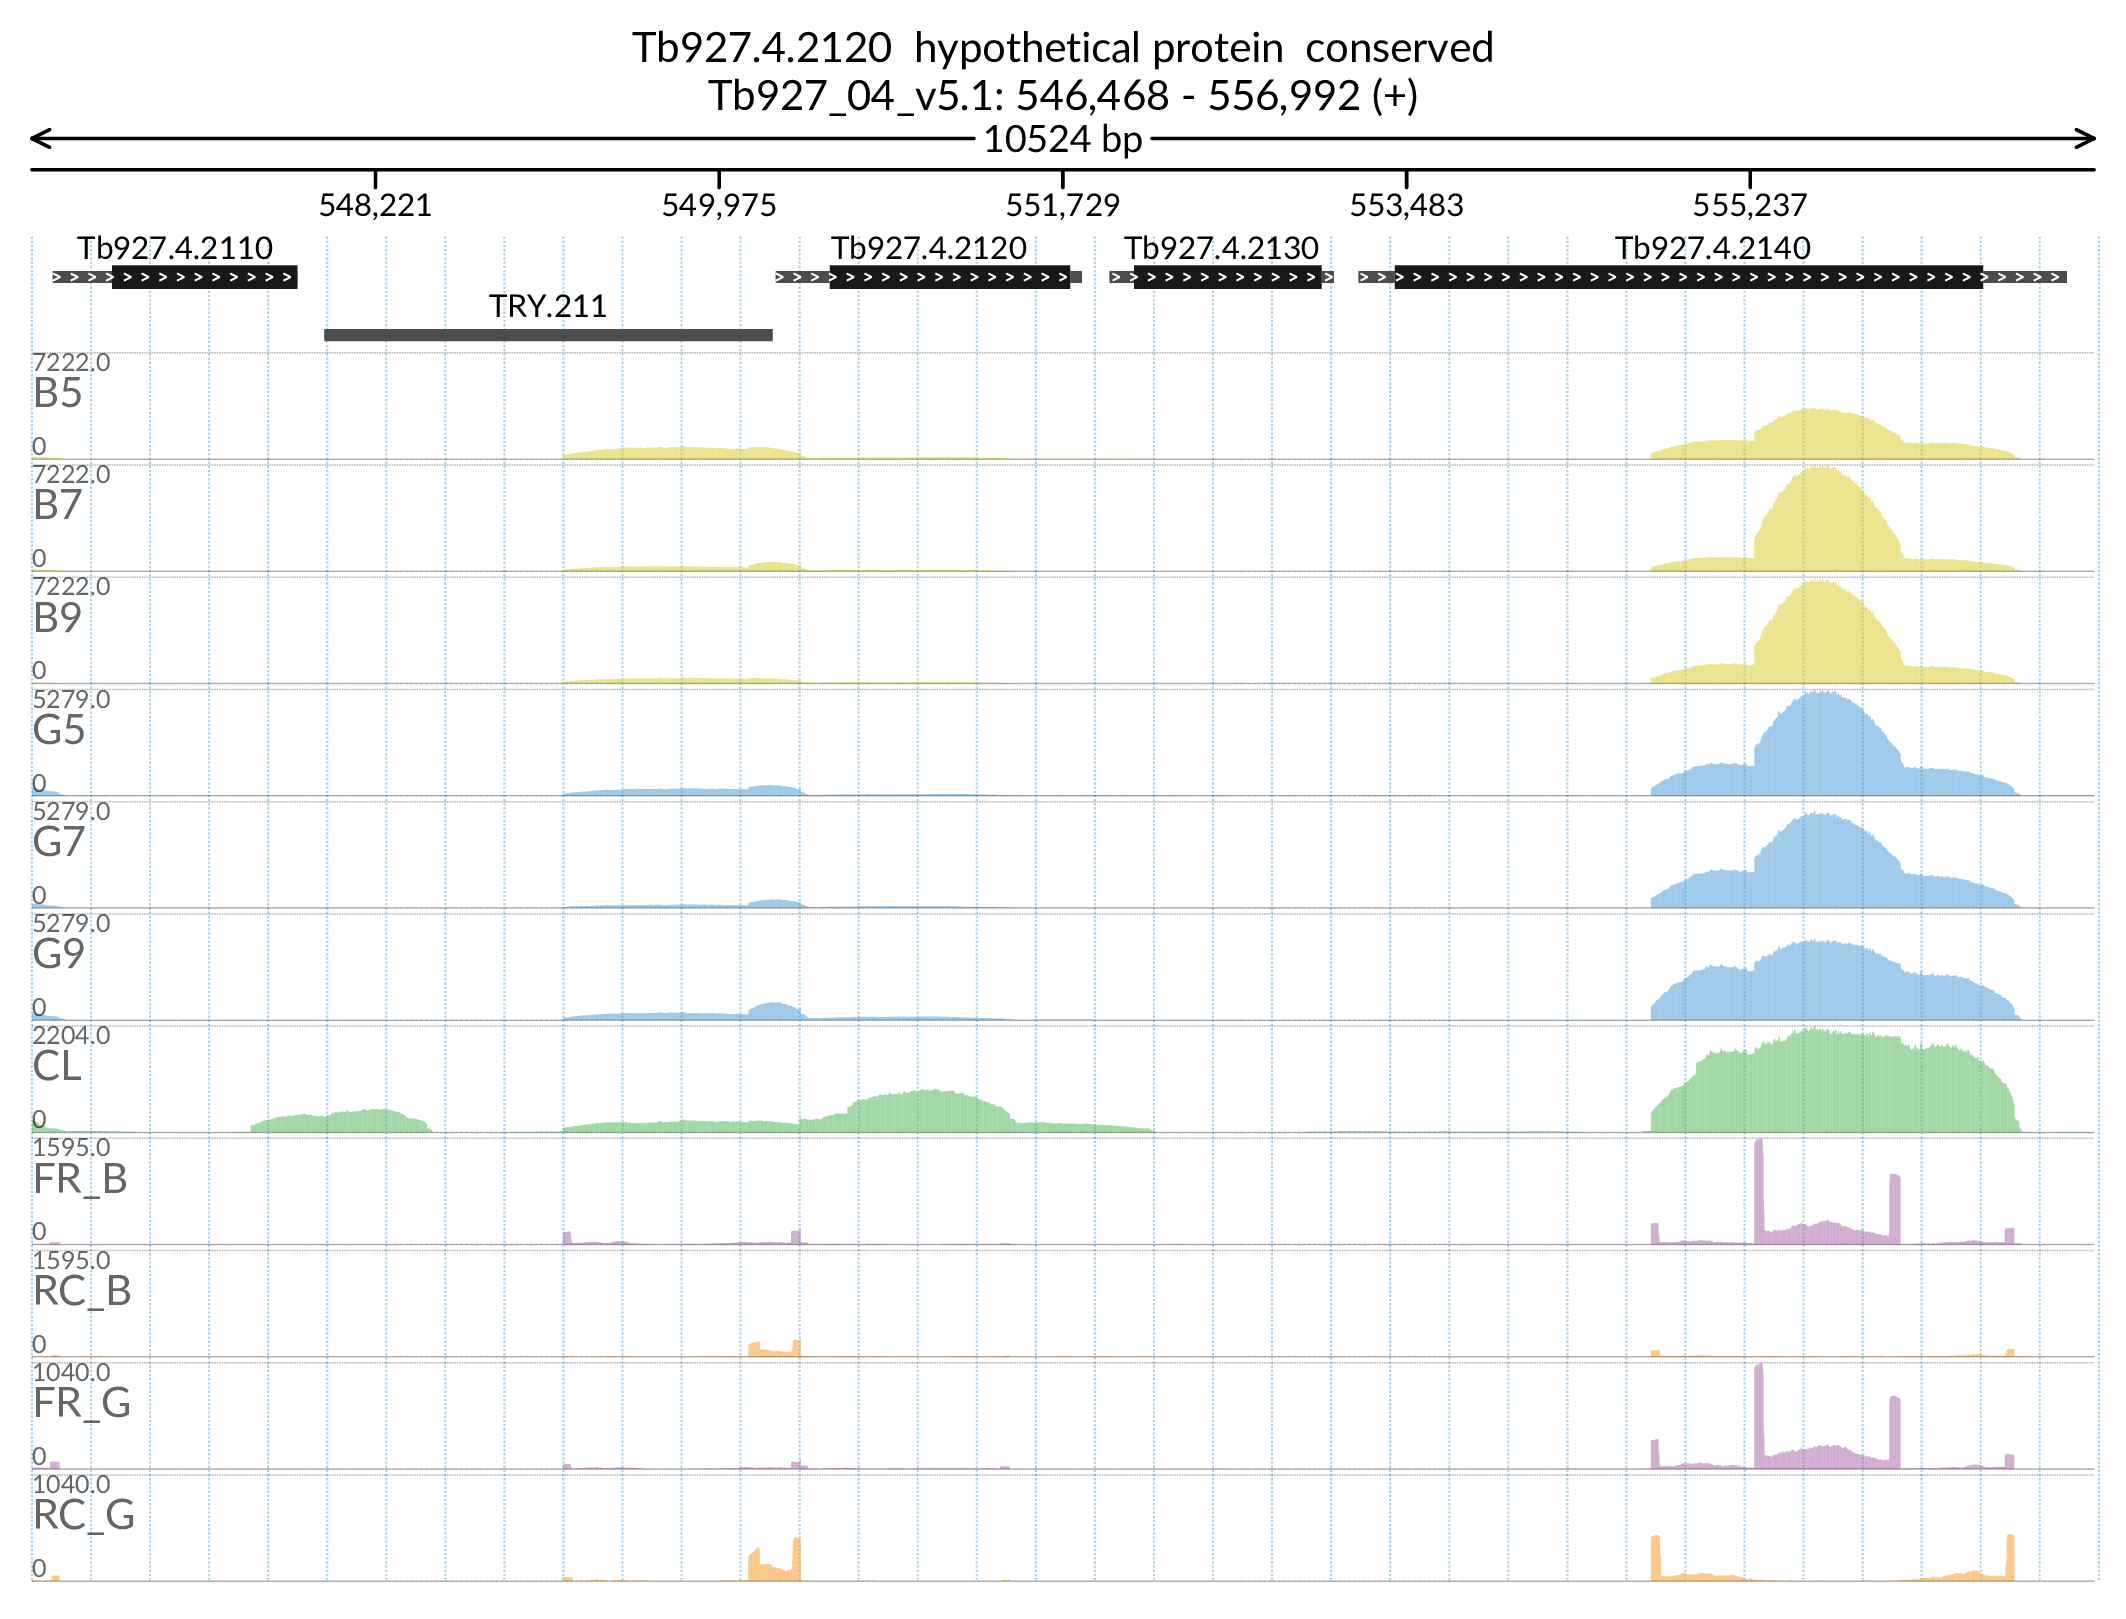 Tb927.4.2120 hypothetical protein conserved
Tb927_04_v5.1: 546,468 - 556,992 (+)
10524 bp
548,221 549,975 551,729 553,483 555,237
Tb927.4.2110 Tb927.4.2120 Tb927.4.2130 Tb927.4.2140
TRY.211
7222.0
B5
0
7222.0
B7
0
7222.0
B9
0
5279.0
G5
0
5279.0
G7
0
5279.0
G9
0
2204.0
CL
0
1595.0
FR_B
0
1595.0
RC_B
0
1040.0
FR_G
0
1040.0
RC_G
0